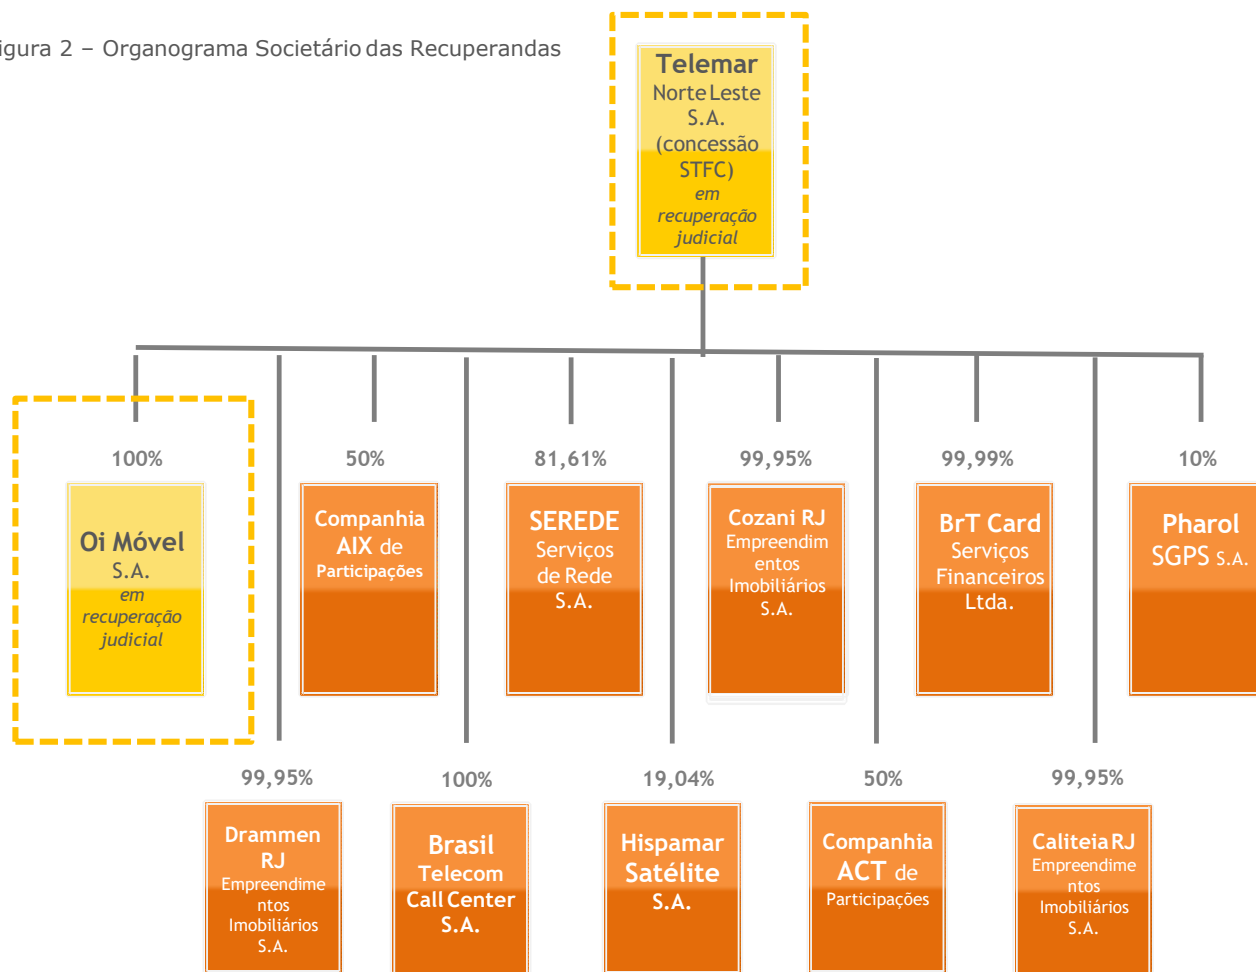 igura 2 – Organograma Societário das Recuperandas
Telemar
Norte Leste
S.A.
(concessão
STFC)
em
recuperação
judicial
100%
50%
81,61%
99,95%
99,99%
10%
Oi Móvel
S.A.
em
recuperação
judicial
Companhia
AIX de
Participações
SEREDE
Serviços
de Rede
S.A.
Cozani RJ
Empreendim
entos
Imobiliários
S.A.
BrT Card
Serviços
Financeiros
Ltda.
Pharol
SGPS S.A.
99,95%
100%
19,04%
50%
99,95%
Drammen
RJ
Empreendime
ntos
Imobiliários
S.A.
Brasil
Telecom
Call Center
S.A.
Hispamar
Satélite
S.A.
Companhia
ACT de
Participações
Caliteia RJ
Empreendime
ntos
Imobiliários
S.A.